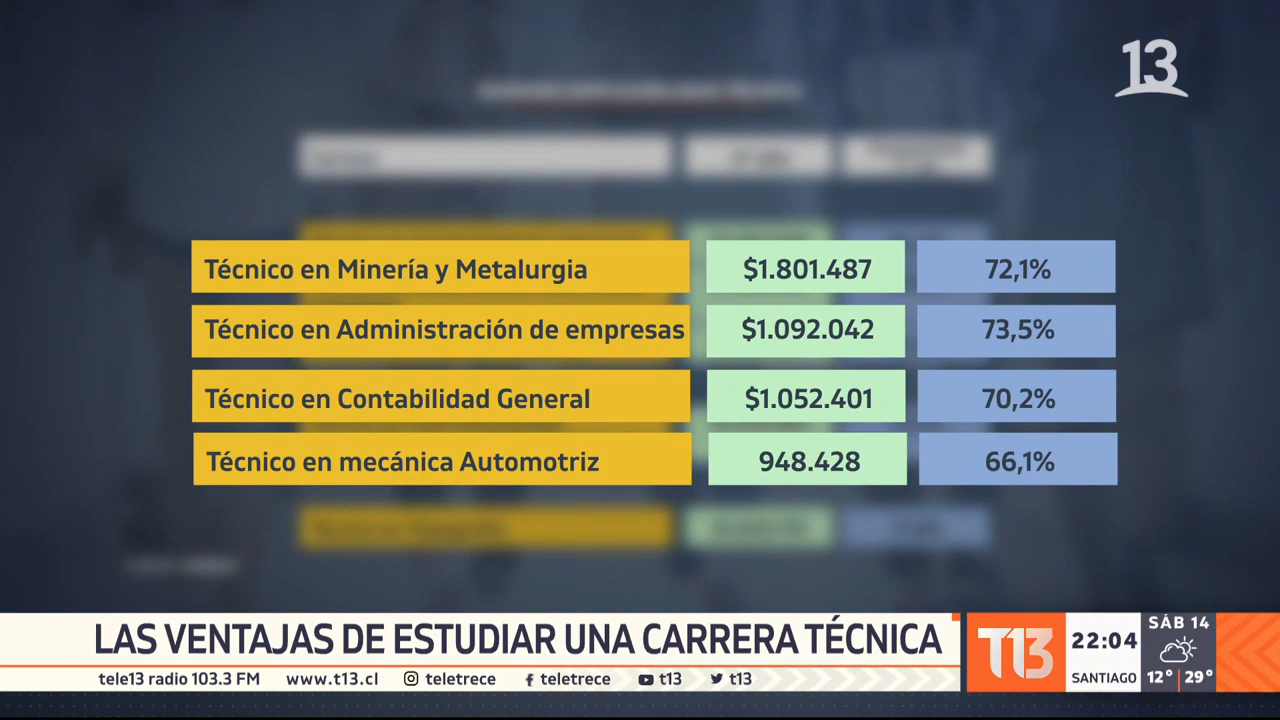 13
Técnico en Minería y Metalurgia $1.801.487 72,1%
Técnico en Administración de empresas $1.092.042 73,5%
Técnico en Contabilidad General $1.052.401 70,2%
Técnico en mecánica Automotriz 948.428 66,1%
LAS VENTAJAS DE ESTUDIAR UNA CARRERA TÉCNICA
tele13 radio 103.3 FM www.t13.cl teletrece teletrece t13 t13
T13
22:04
SANTIAGO
SÁB 14
12° 29°